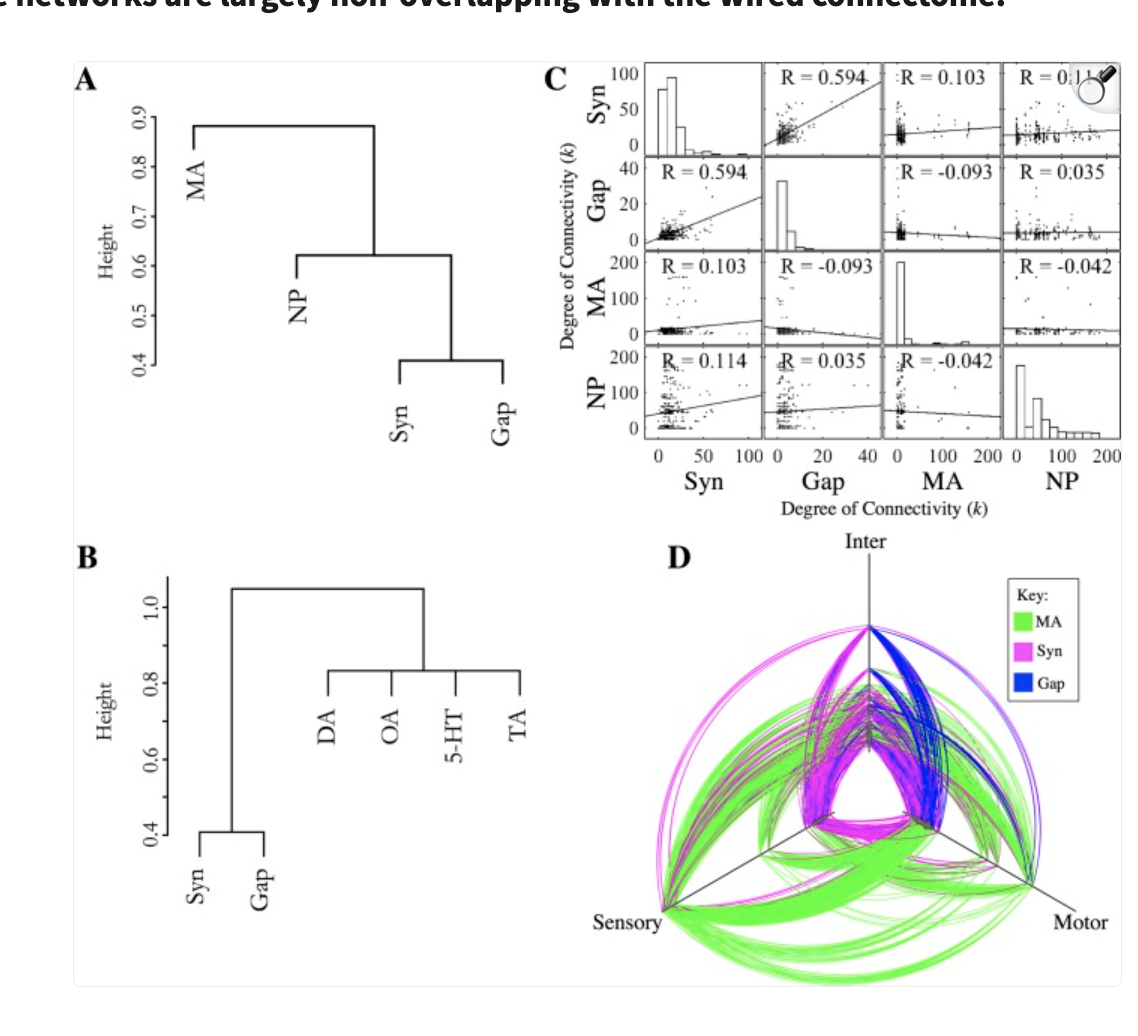 e networks are largely non-overlapping with the wired connectome.
A
Height
0.9
0.8
0.7
0.6
0.5
0.4
MA
NP
Syn
Gap
C
Degree of Connectivity (k)
Syn
100
50
0
R = 0.594
R = 0.103
R = 0.114
Gap
40
20
0
R = 0.594
R = -0.093
R = 0.035
MA
200
100
0
R = 0.103
R = -0.093
R = -0.042
NP
200
100
0
R = 0.114
R = 0.035
R = -0.042
0 50 100 0 20 40 0 100 200 0 100 200
Syn Gap MA NP
Degree of Connectivity (k)
B
Height
1.0
0.8
0.6
0.4
DA
OA
5-HT
TA
Syn
Gap
D
Inter
Key:
MA
Syn
Gap
Sensory
Motor